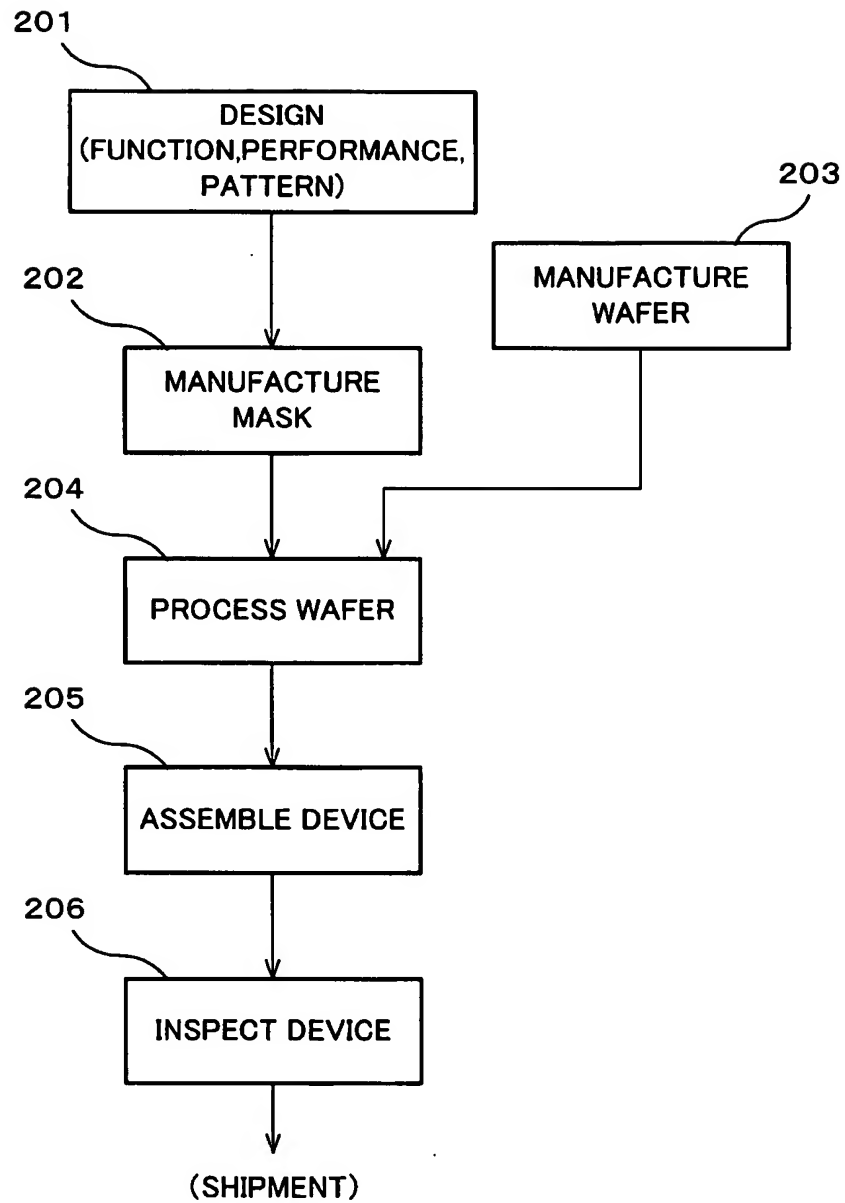 201
DESIGN
(FUNCTION,PERFORMANCE,
PATTERN)
203
MANUFACTURE
WAFER
202
MANUFACTURE
MASK
204
PROCESS WAFER
205
ASSEMBLE DEVICE
206
INSPECT DEVICE
(SHIPMENT)